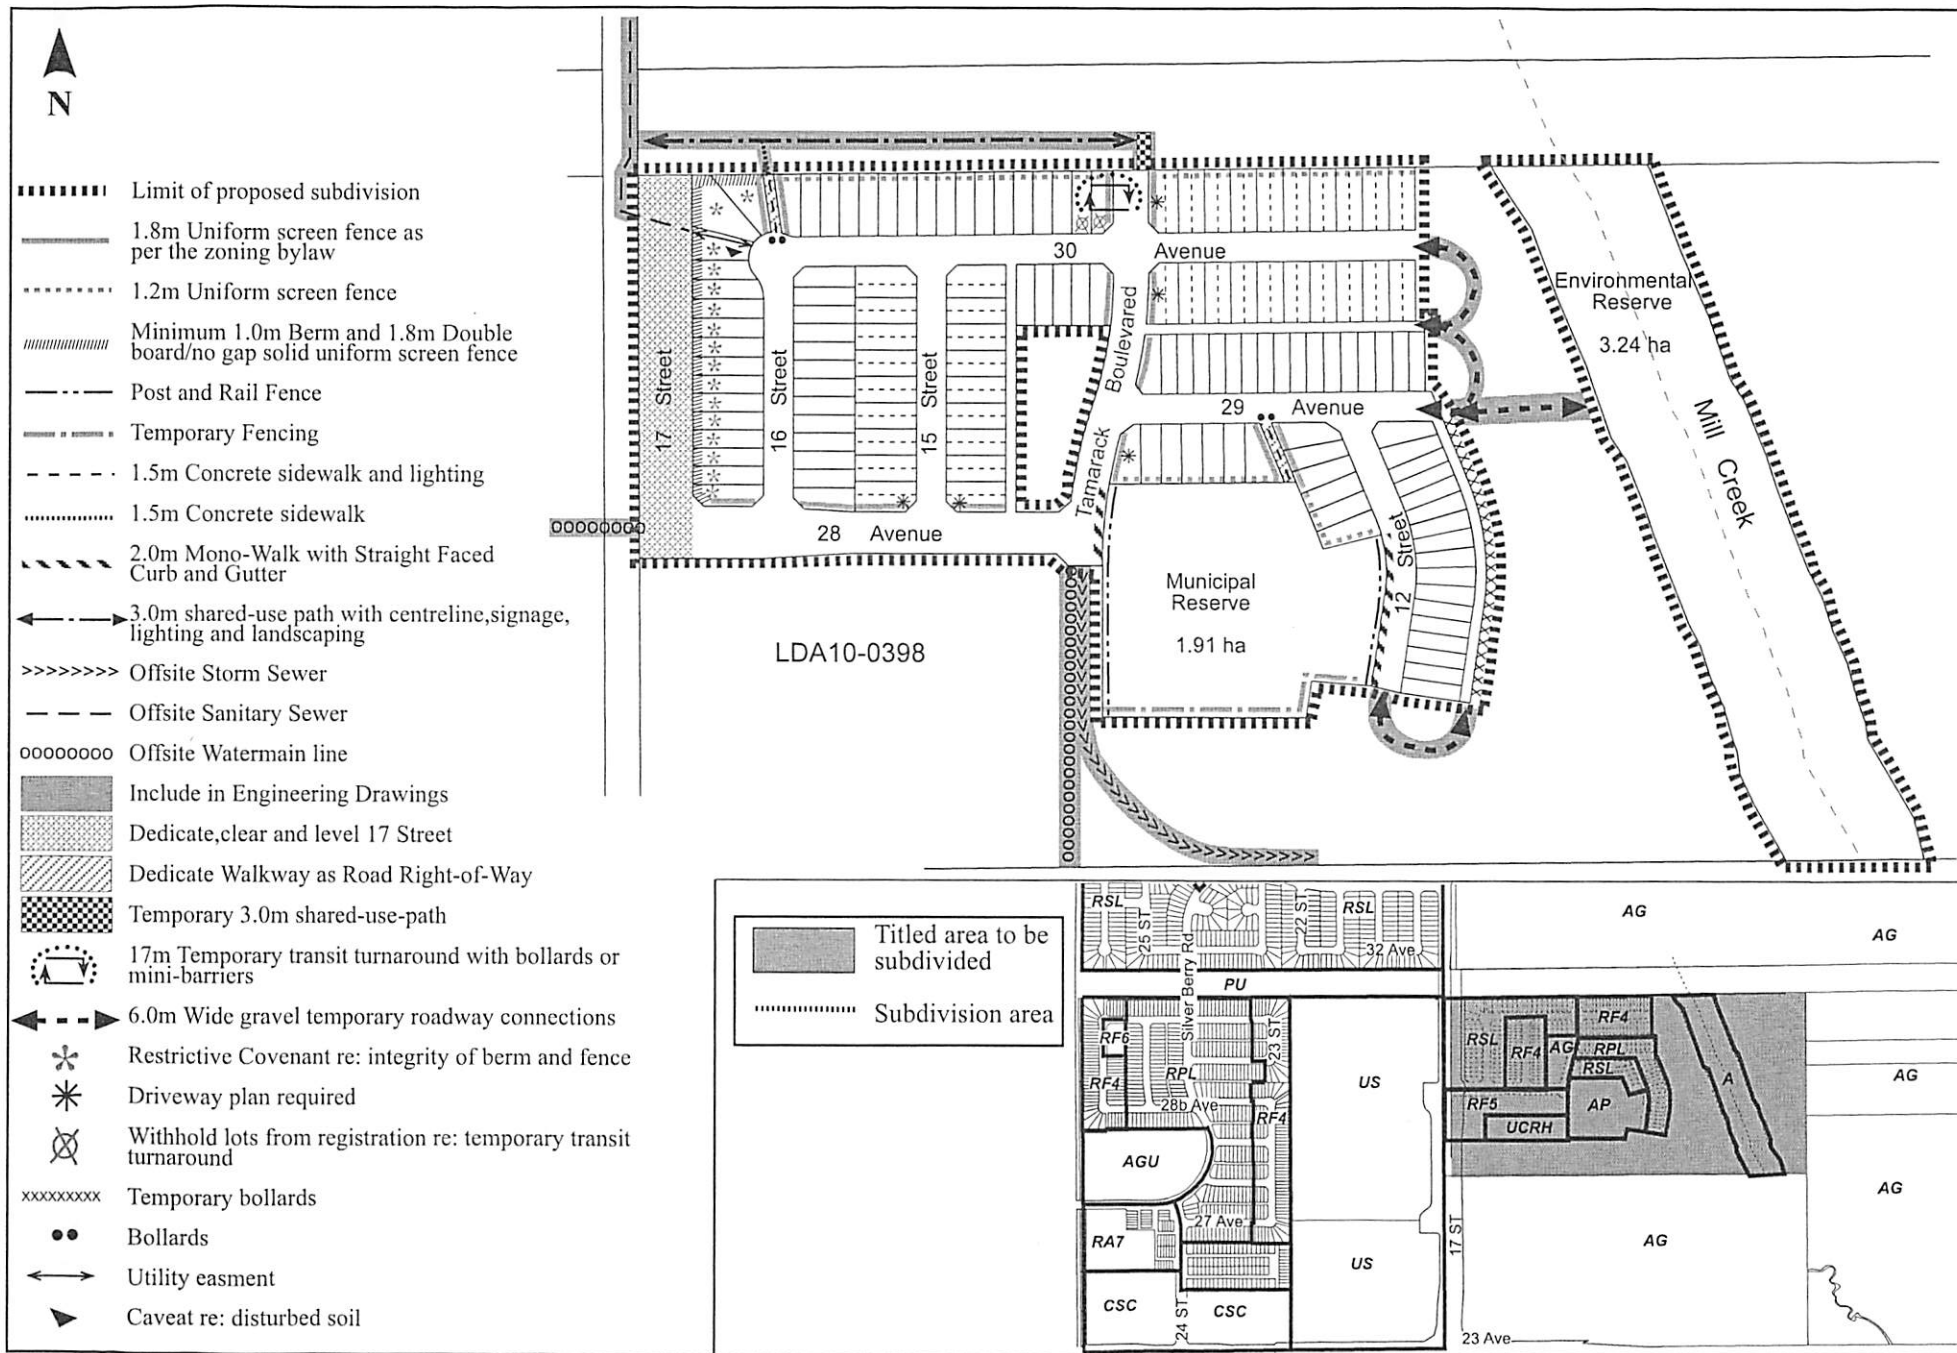 N
Limit of proposed subdivision
1.8m Uniform screen fence as
per the zoning bylaw
1.2m Uniform screen fence
Minimum 1.0m Berm and 1.8m Double
board/no gap solid uniform screen fence
Post and Rail Fence
Temporary Fencing
1.5m Concrete sidewalk and lighting
1.5m Concrete sidewalk
2.0m Mono-Walk with Straight Faced
Curb and Gutter
3.0m shared-use path with centreline,signage,
lighting and landscaping
Offsite Storm Sewer
Offsite Sanitary Sewer
Offsite Watermain line
Include in Engineering Drawings
Dedicate,clear and level 17 Street
Dedicate Walkway as Road Right-of-Way
Temporary 3.0m shared-use-path
17m Temporary transit turnaround with bollards or
mini-barriers
6.0m Wide gravel temporary roadway connections
Restrictive Covenant re: integrity of berm and fence
Driveway plan required
Withhold lots from registration re: temporary transit
turnaround
Temporary bollards
Bollards
Utility easment
Caveat re: disturbed soil
30 Avenue
Environmental
Reserve
3.24 ha
17 Street
16 Street
15 Street
Tamarack Boulevared
29 Avenue
Mill Creek
28 Avenue
12 Street
Municipal
Reserve
1.91 ha
LDA10-0398
Titled area to be
subdivided
Subdivision area
RSL
25 ST
Silver Berry Rd
22 ST
RSL
32 Ave
AG
AG
PU
RF6
RF4
RPL
23 ST
28b Ave
RF4
US
RSL
RF4
AG
RF4
RPL
RSL
A
AG
RF5
AP
UCRH
AGU
AG
27 Ave
RA7
US
17 ST
AG
CSC
24 ST
CSC
23 Ave